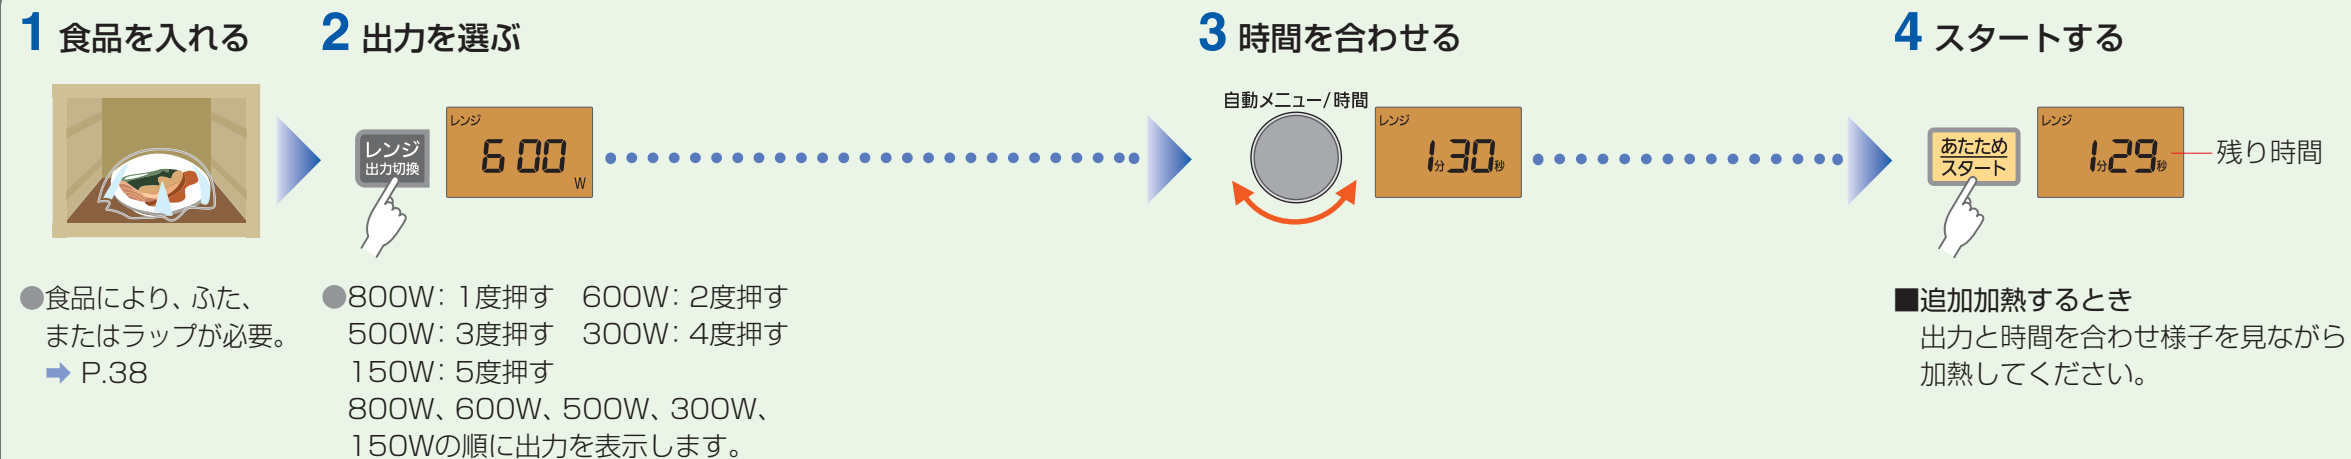 1 食品を入れる
●食品により、ふた、
またはラップが必要。
➡ P.38
2 出力を選ぶ
レンジ
出力切換
レンジ
600
W
●800W：1度押す　600W：2度押す
500W：3度押す　300W：4度押す
150W：5度押す
800W、600W、500W、300W、
150Wの順に出力を表示します。
3 時間を合わせる
自動メニュー/時間
レンジ
1分30秒
4 スタートする
あたため
スタート
レンジ
1分29秒
残り時間
■追加加熱するとき
出力と時間を合わせ様子を見ながら
加熱してください。